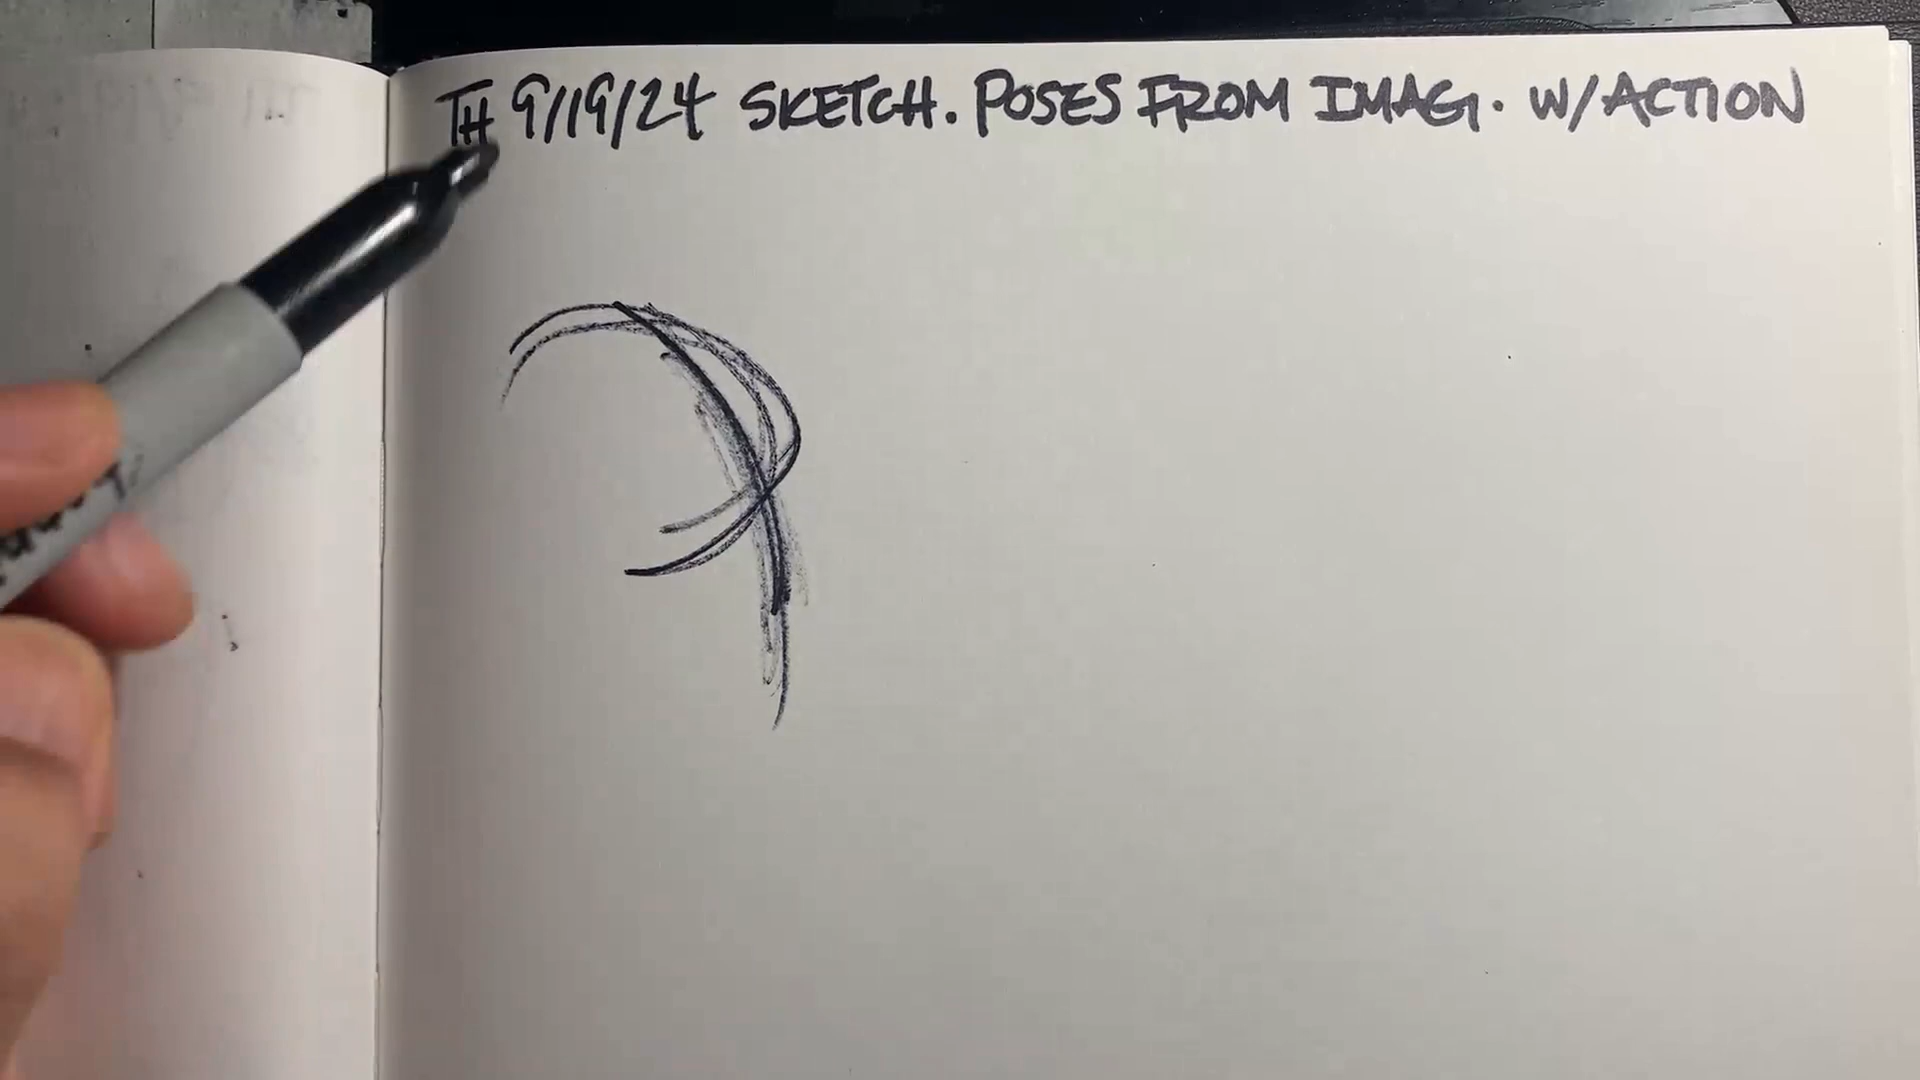 TH 9/19/24 SKETCH. POSES FROM IMAG. W/ACTION